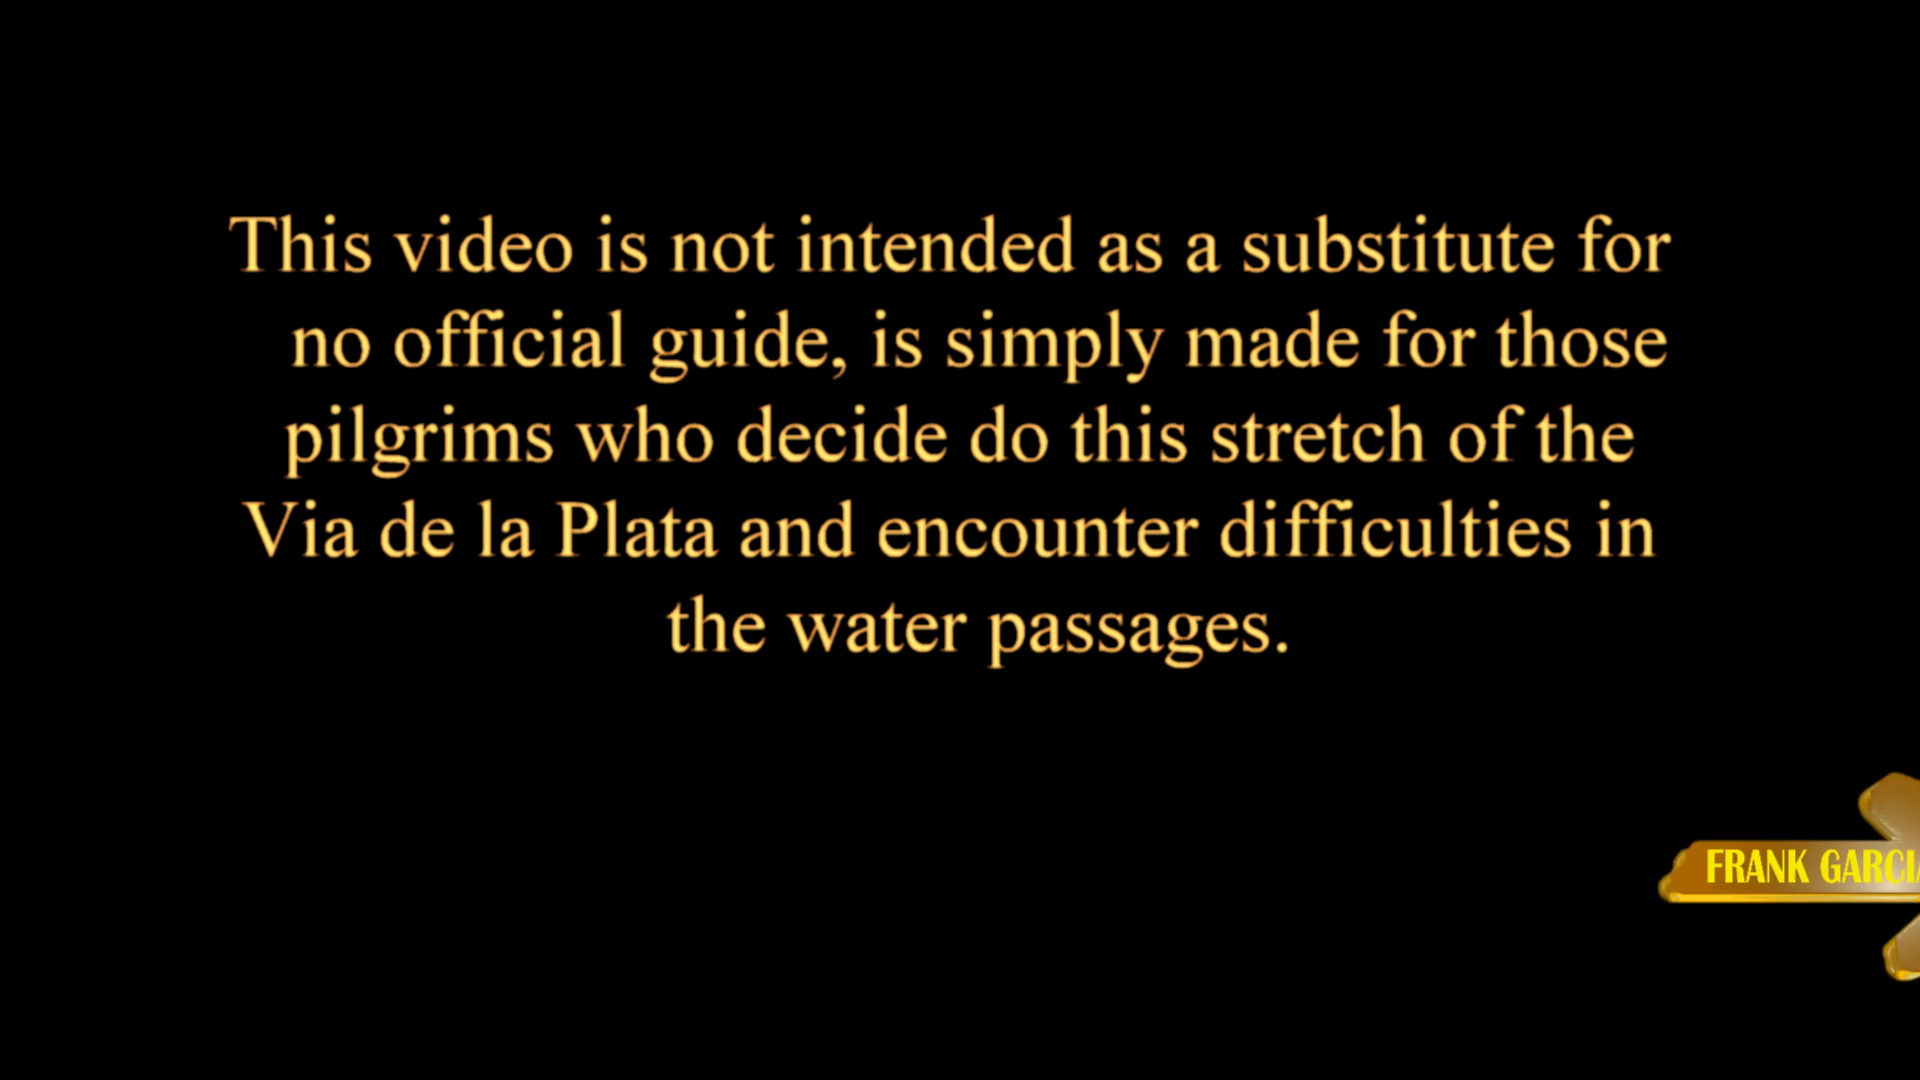 This video is not intended as a substitute for
no official guide, is simply made for those
pilgrims who decide do this stretch of the
Via de la Plata and encounter difficulties in
the water passages.
FRANK GARCIA